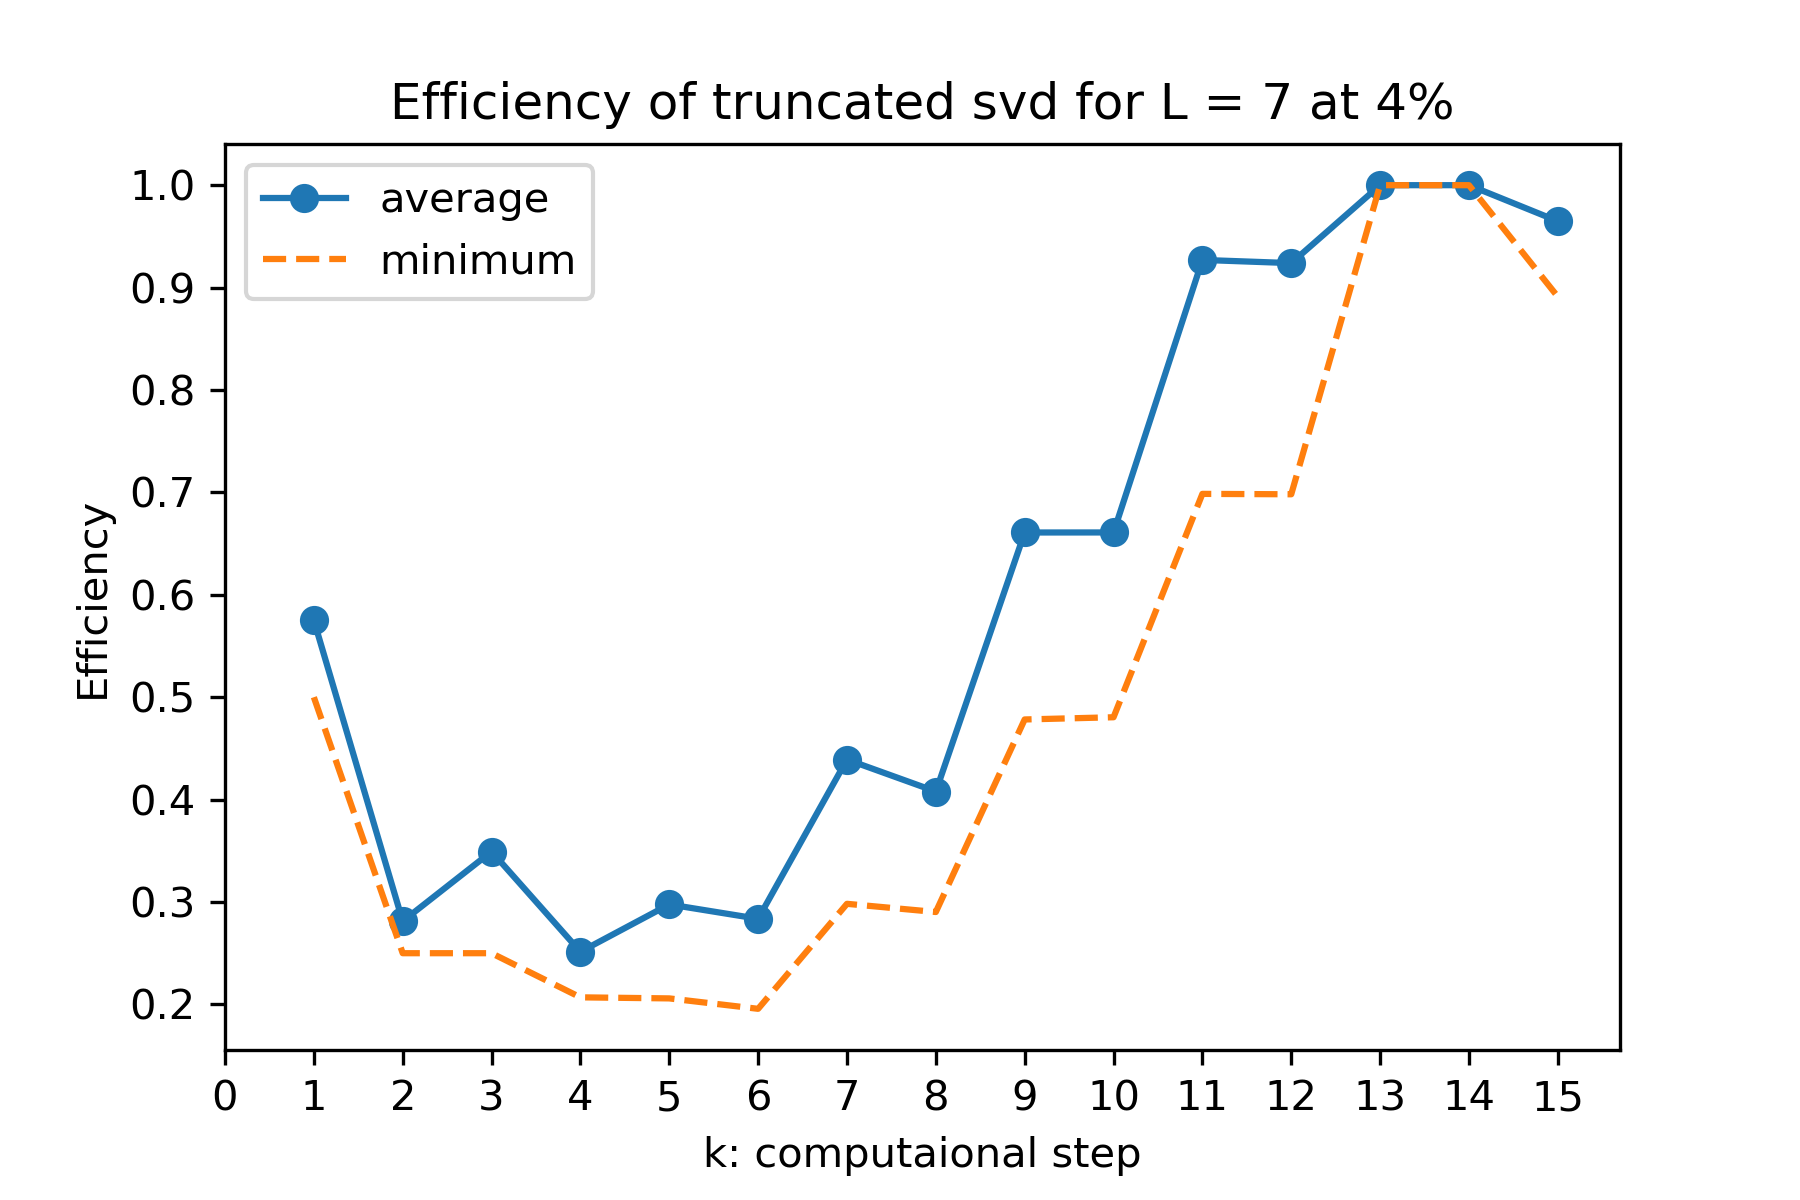 Efficiency of truncated svd for L = 7 at 4%
average
minimum
1.0
0.9
0.8
0.7
0.6
0.5
0.4
0.3
0.2
Efficiency
0 1 2 3 4 5 6 7 8 9 10 11 12 13 14 15
k: computaional step